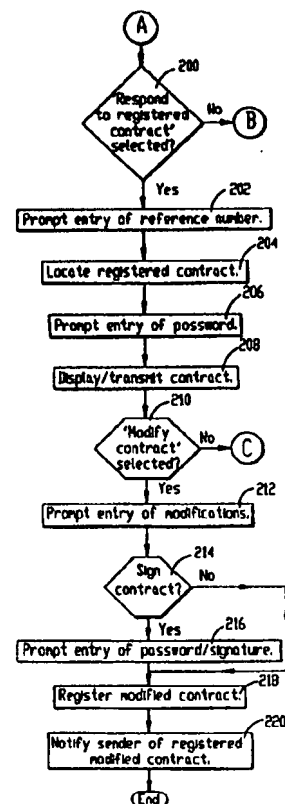 A
200
'Respond
to registered
contract'
selected?
No
B
Yes
202
Prompt entry of reference number.
204
Locate registered contract.
206
Prompt entry of password.
208
Display/transmit contract.
210
'Modify
contract'
selected?
No
C
Yes
212
Prompt entry of modifications.
214
Sign
contract?
No
Yes
216
Prompt entry of password/signature.
218
Register modified contract.
220
Notify sender of registered
modified contract.
End